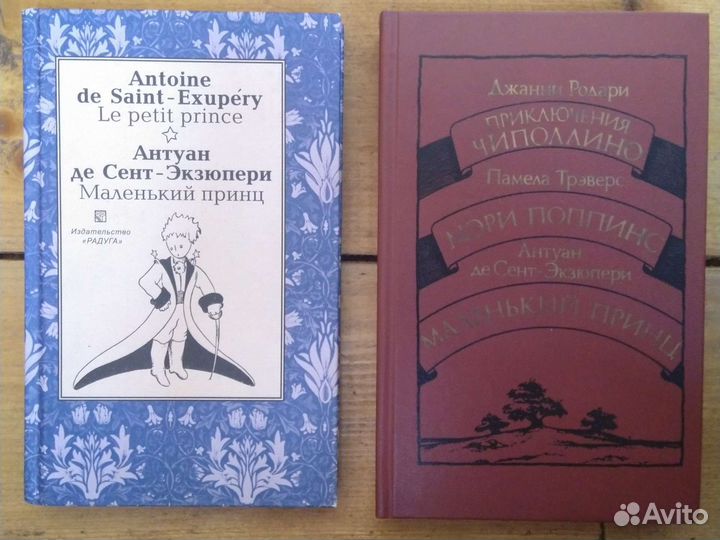 Antoine
de Saint-Exupéry
Le petit prince
Антуан
де Сент-Экзюпери
Маленький принц
Издательство
«РАДУГА»
Джанни Родари
ПРИКЛЮЧЕНИЯ
ЧИПОЛЛИНО
Памела Трэверс
МЭРИ ПОППИНС
Антуан
де Сент-Экзюпери
МАЛЕНЬКИЙ ПРИНЦ
Avito